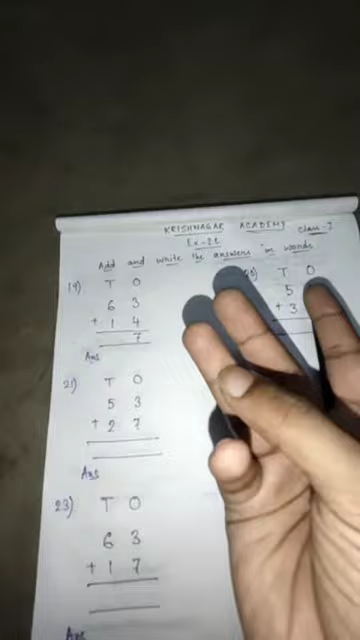 KRISHNAGAR ACADEMY Class-I
Ex-22
Add and write the answers in words
19) T O
6 3
+ 1 4
7
Ans
T O
5
+ 3
21) T O
5 3
+ 2 7
Ans
23) T O
6 3
+ 1 7
Ans